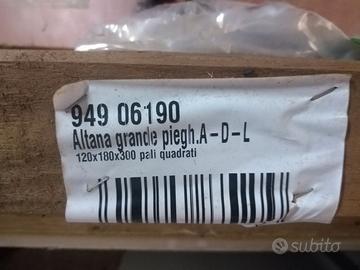 949 06190
Altana grande piegh.A-D-L
120x180x300 pali quadrati
subito